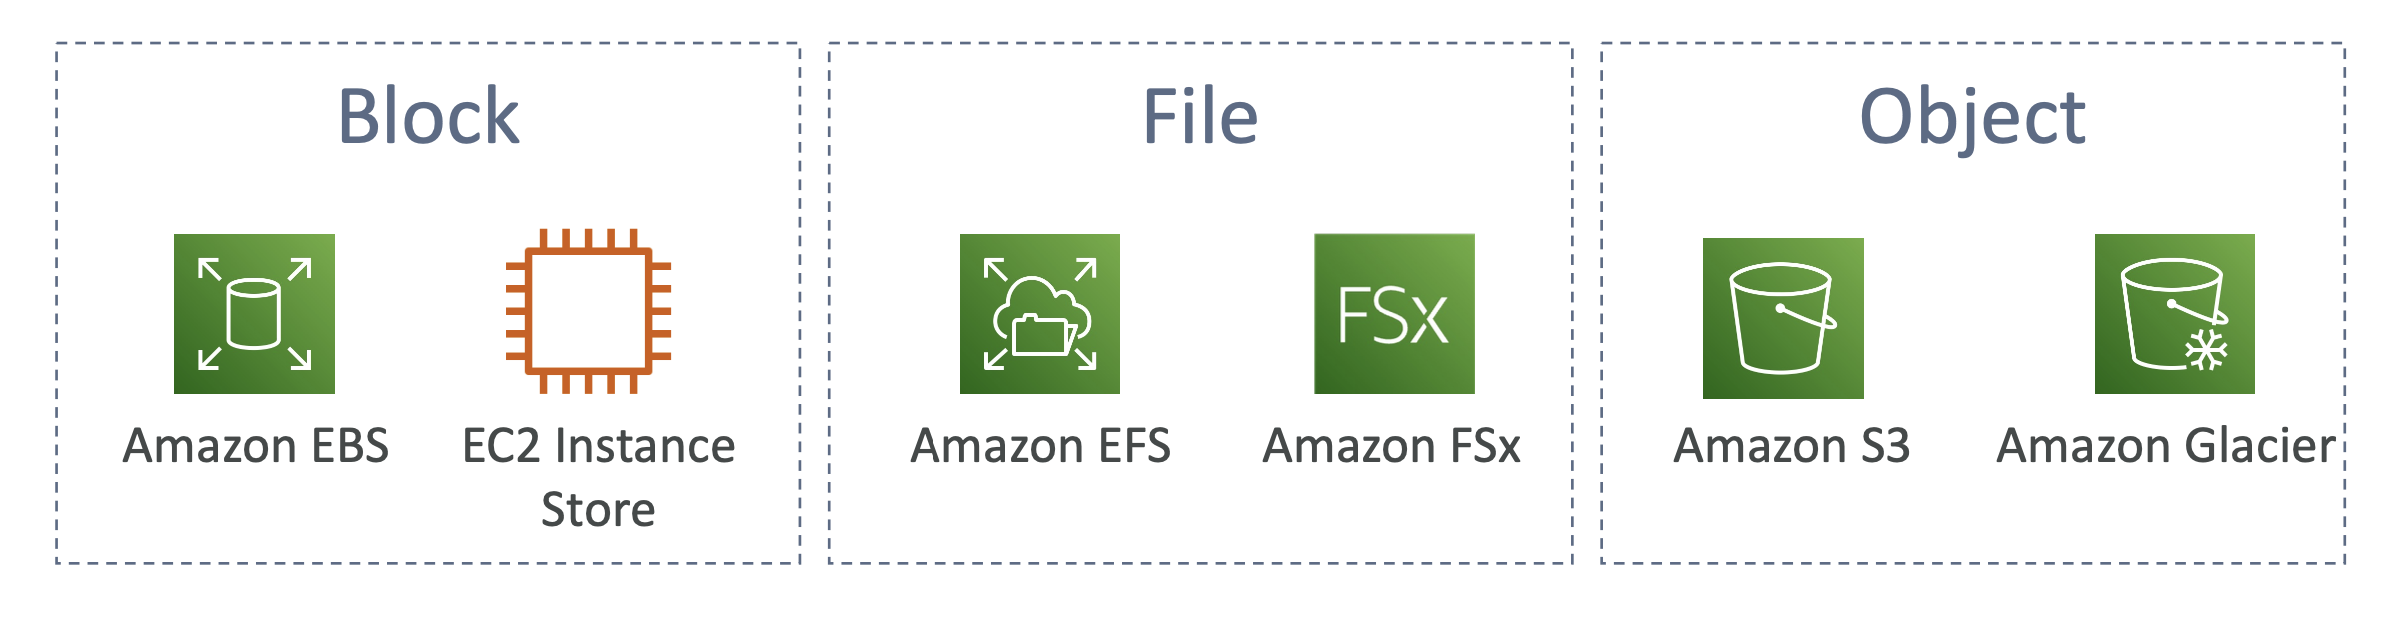 Block
Amazon EBS
EC2 Instance
Store
File
Amazon EFS
FSx
Amazon FSx
Object
Amazon S3
Amazon Glacier